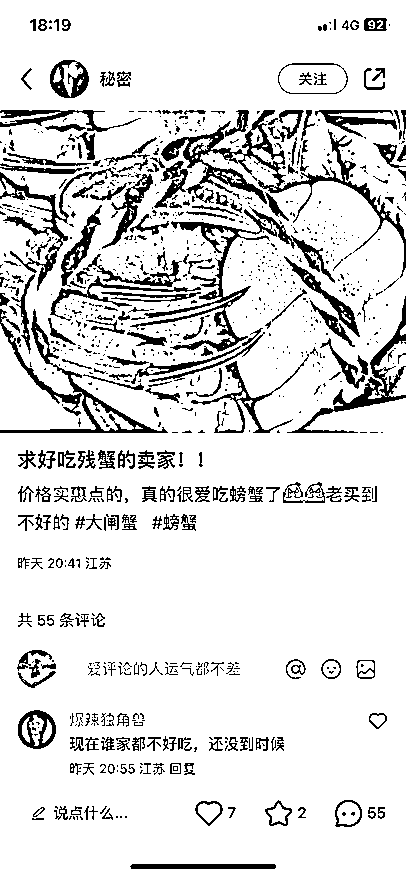 18:19
4G 92
秘密
关注
求好吃残蟹的卖家！！
价格实惠点的，真的很爱吃螃蟹了🦀🦀老买到
不好的 #大闸蟹 #螃蟹
昨天 20:41 江苏
共 55 条评论
爱评论的人运气都不差
爆辣独角兽
现在谁家都不好吃，还没到时候
昨天 20:55 江苏 回复
说点什么...
7
2
55